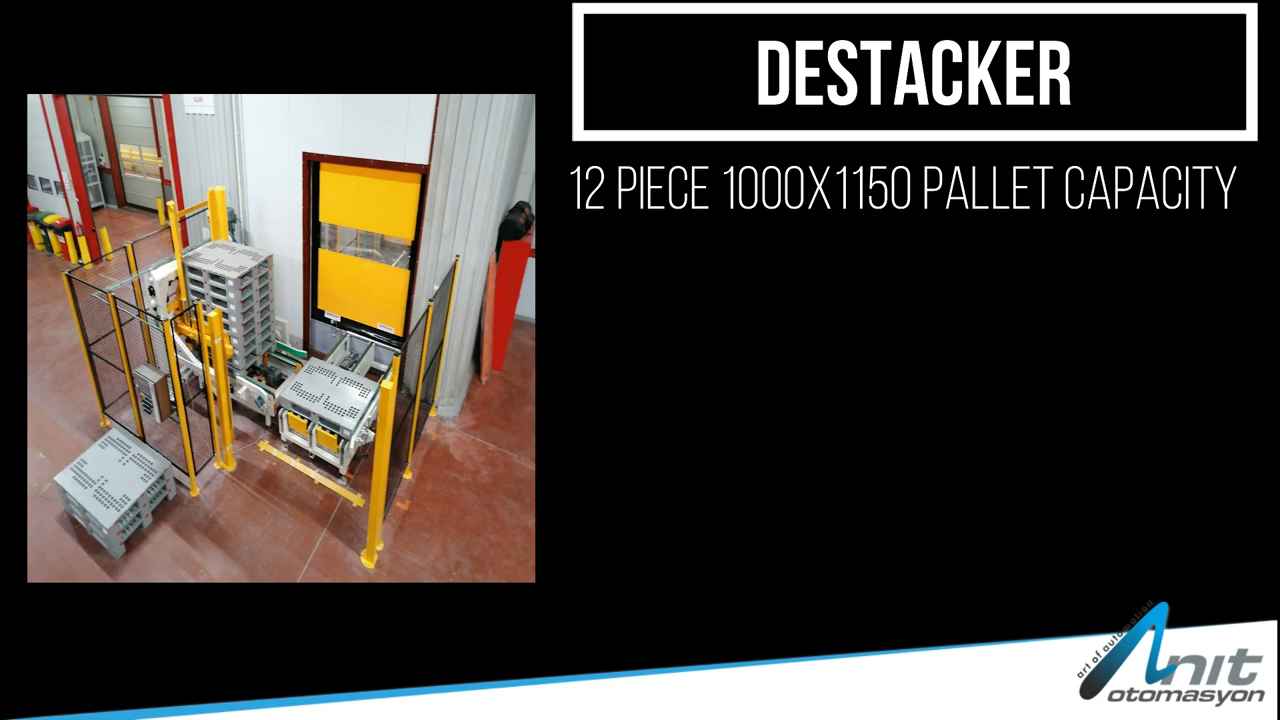 DESTACKER
12 PIECE 1000X1150 PALLET CAPACITY
art of automation
Anit
otomasyon